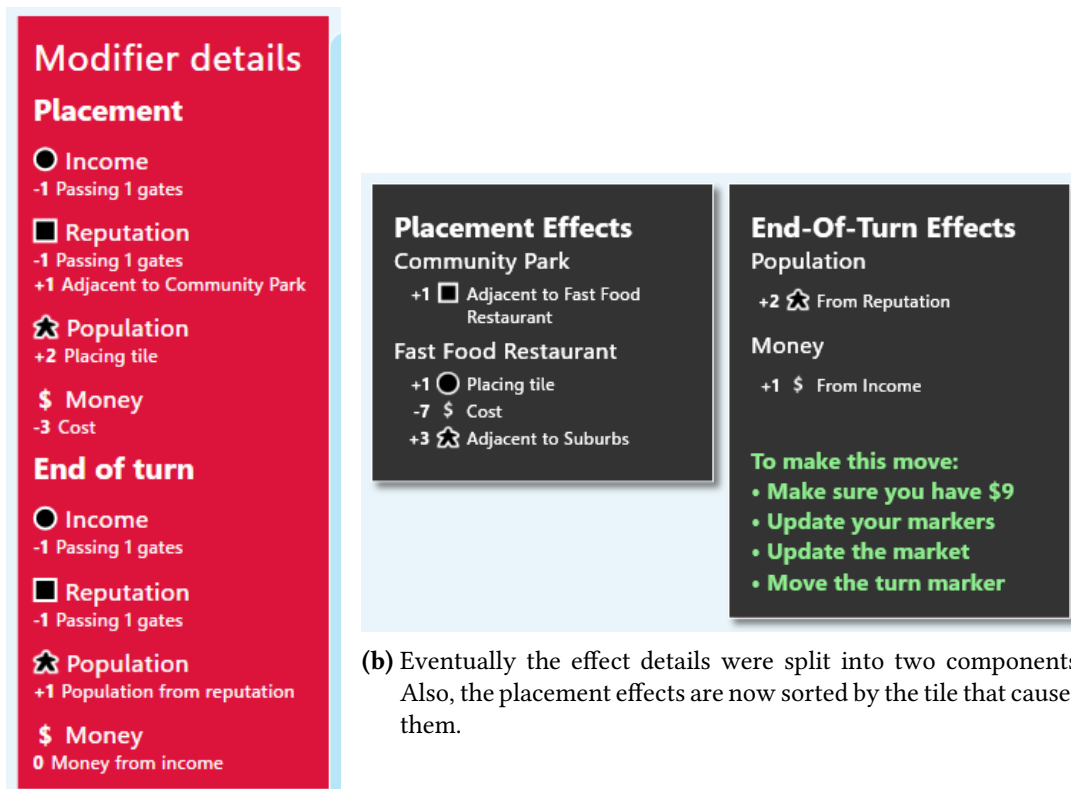 Modifier details
Placement
Income
-1 Passing 1 gates
Reputation
-1 Passing 1 gates
+1 Adjacent to Community Park
Population
+2 Placing tile
$ Money
-3 Cost
End of turn
Income
-1 Passing 1 gates
Reputation
-1 Passing 1 gates
Population
+1 Population from reputation
$ Money
0 Money from income
Placement Effects
Community Park
+1 Adjacent to Fast Food
Restaurant
Fast Food Restaurant
+1 Placing tile
-7 $ Cost
+3 Adjacent to Suburbs
End-Of-Turn Effects
Population
+2 From Reputation
Money
+1 $ From Income
To make this move:
• Make sure you have $9
• Update your markers
• Update the market
• Move the turn marker
(b) Eventually the effect details were split into two components
Also, the placement effects are now sorted by the tile that cause
them.